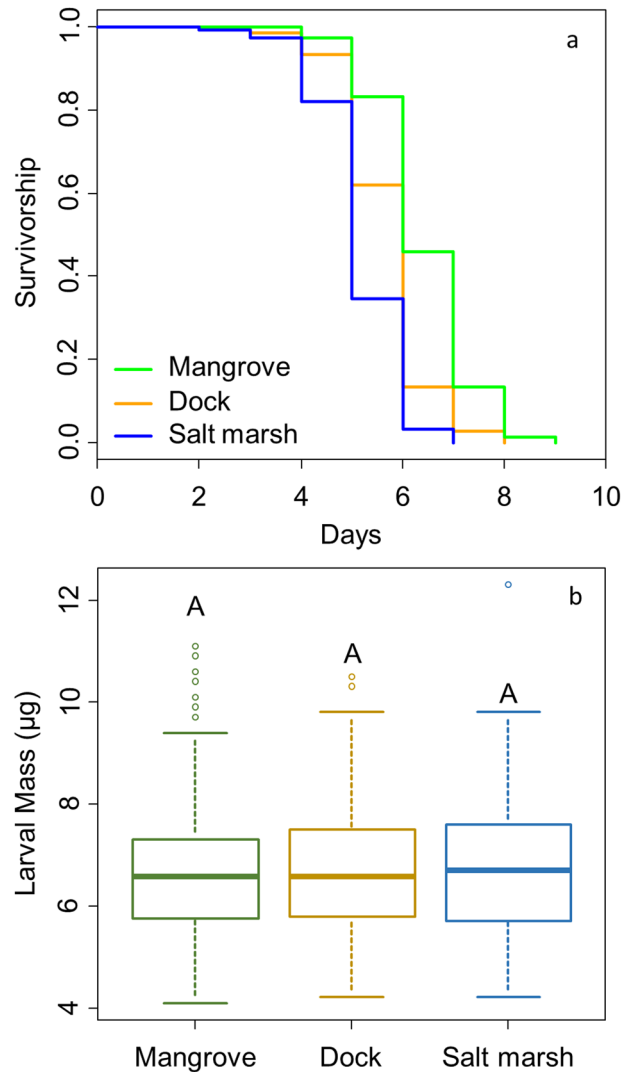 a
1.0
0.8
0.6
0.4
0.2
0.0
Survivorship
Mangrove
Dock
Salt marsh
0 2 4 6 8 10
Days
b
12
10
8
6
4
Larval Mass (µg)
A A A
Mangrove Dock Salt marsh